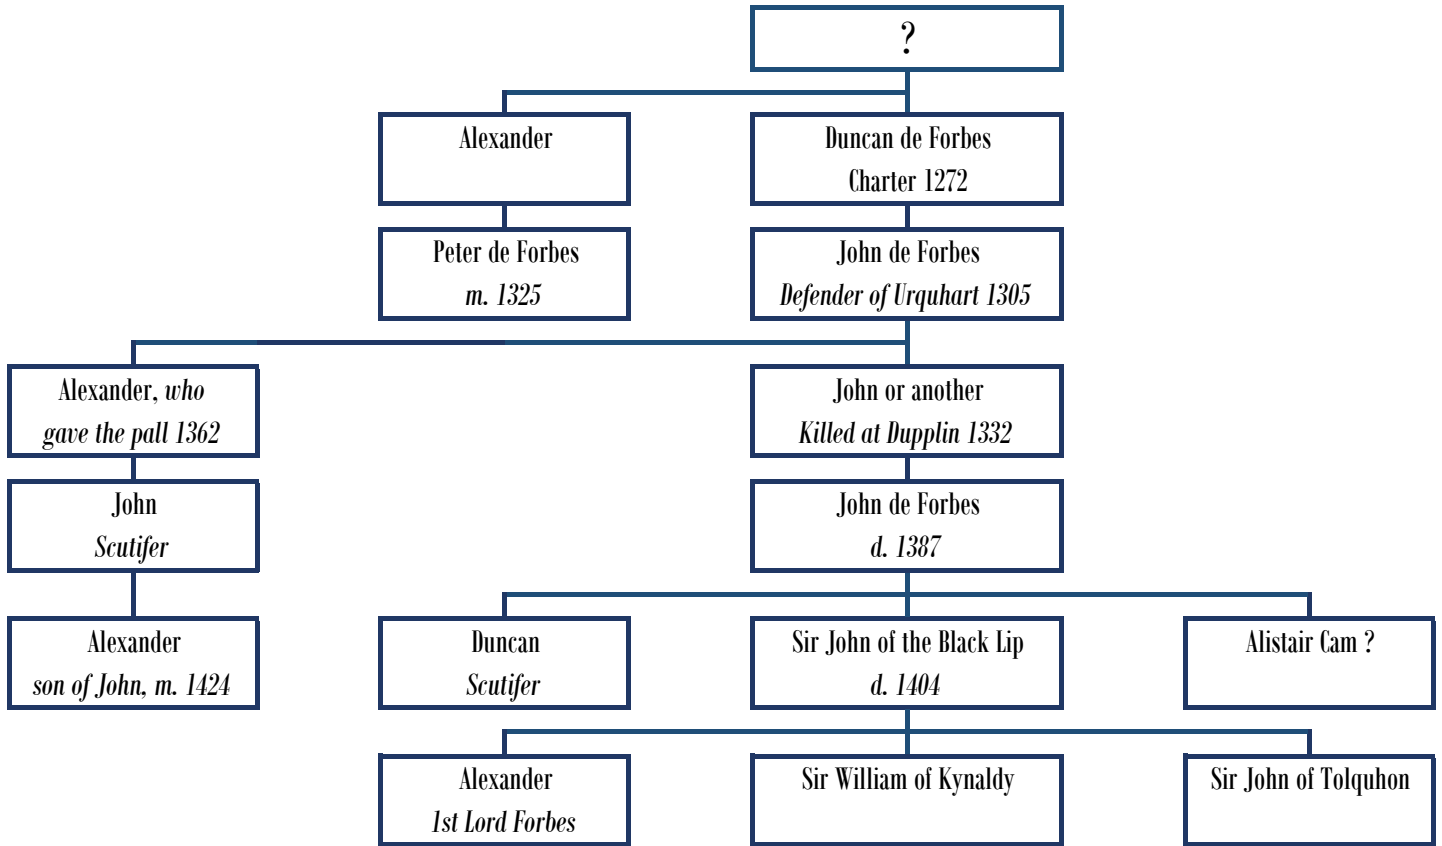 ?
Alexander
Duncan de Forbes
Charter 1272
Peter de Forbes
m. 1325
John de Forbes
Defender of Urquhart 1305
Alexander, who
gave the pall 1362
John or another
Killed at Dupplin 1332
John
Scutifer
John de Forbes
d. 1387
Alexander
son of John, m. 1424
Duncan
Scutifer
Sir John of the Black Lip
d. 1404
Alistair Cam ?
Alexander
1st Lord Forbes
Sir William of Kynaldy
Sir John of Tolquhon